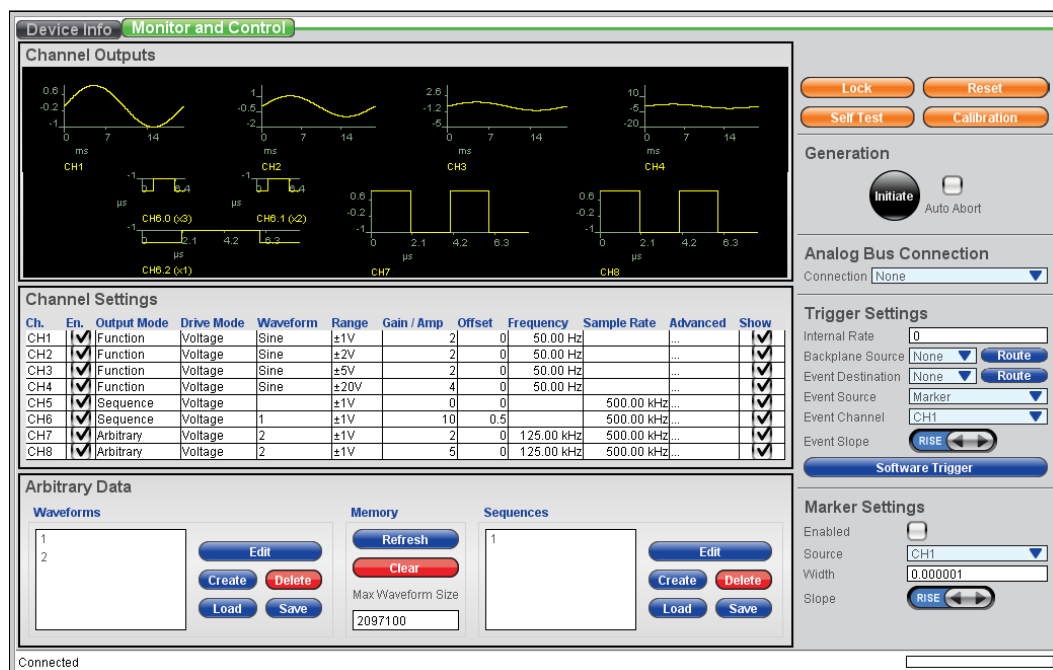 Device Info Monitor and Control
Channel Outputs
0.6
-0.2
-1
0 7 14
ms
CH1
1
-0.5
-2
0 7 14
ms
CH2
2.6
-1.2
-5
0 7 14
ms
CH3
10
-5
-20
0 7 14
ms
CH4
-1
0 6.4
µs
CH6.0 (x3)
-1
0 6.4
µs
CH6.1 (x2)
-1
0 2.1 4.2 6.3
µs
CH6.2 (x1)
0.6
-0.2
-1
0 2.1 4.2 6.3
µs
CH7
0.6
-0.2
-1
0 2.1 4.2 6.3
µs
CH8
Channel Settings
Ch. En. Output Mode Drive Mode Waveform Range Gain / Amp Offset Frequency Sample Rate Advanced Show
CH1 Function Voltage Sine ±1V 2 0 50.00 Hz ...
CH2 Function Voltage Sine ±2V 2 0 50.00 Hz ...
CH3 Function Voltage Sine ±5V 2 0 50.00 Hz ...
CH4 Function Voltage Sine ±20V 4 0 50.00 Hz ...
CH5 Sequence Voltage ±1V 0 0 500.00 kHz ...
CH6 Sequence Voltage 1 ±1V 10 0.5 500.00 kHz ...
CH7 Arbitrary Voltage 2 ±1V 2 0 125.00 kHz 500.00 kHz ...
CH8 Arbitrary Voltage 2 ±1V 5 0 125.00 kHz 500.00 kHz ...
Arbitrary Data
Waveforms
1
2
Edit
Create Delete
Load Save
Memory
Refresh
Clear
Max Waveform Size
2097100
Sequences
1
Edit
Create Delete
Load Save
Lock Reset
Self Test Calibration
Generation
Initiate
Auto Abort
Analog Bus Connection
Connection None
Trigger Settings
Internal Rate 0
Backplane Source None Route
Event Destination None Route
Event Source Marker
Event Channel CH1
Event Slope RISE
Software Trigger
Marker Settings
Enabled
Source CH1
Width 0.000001
Slope RISE
Connected